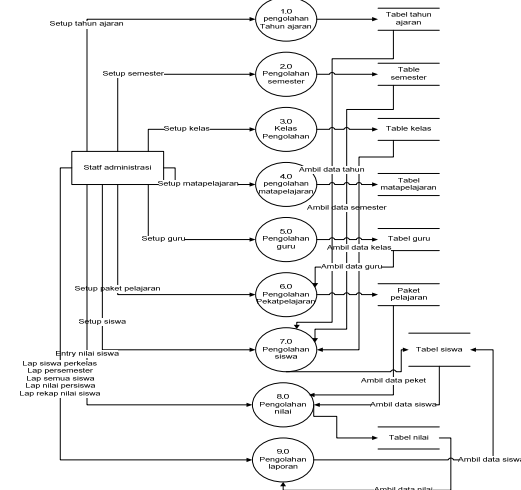 1.0
pengolahan
Tahun ajaran
Tabel tahun
ajaran
Setup tahun ajaran
2.0
Pengolahan
semester
Table
semester
Setup semester
3.0
Kelas
Pengolahan
Table kelas
Setup kelas
Statf administrasi
Ambil data tahun
4.0
pengolahan
matapelajaran
Tabel
matapelajaran
Setup matapelajaran
Ambil data semester
5.0
Pengolahan
guru
Tabel guru
Setup guru
Ambil data kelas
Ambil data guru
6.0
Pengolahan
Pekatpelajaran
Paket
pelajaran
Setup paket pelajaran
Setup siswa
7.0
Pengolahan
siswa
Tabel siswa
Entry nilai siswa
Lap siswa perkelas
Lap persemester
Lap semua siswa
Lap nilai persiswa
Lap rekap nilai siswa
Ambil data peket
8.0
Pengolahan
nilai
Ambil data siswa
Tabel nilai
9.0
Pengolahan
laporan
Ambil data siswa
Ambil data nilai